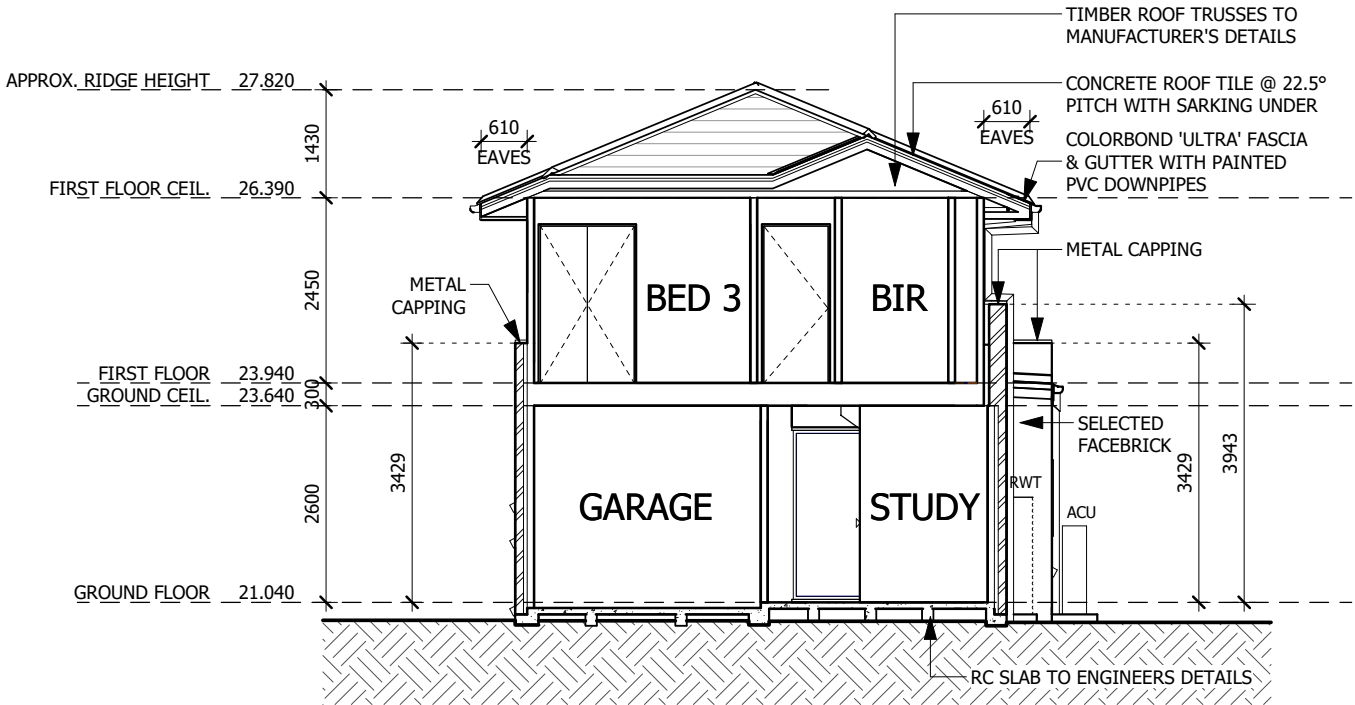 TIMBER ROOF TRUSSES TO
MANUFACTURER'S DETAILS
APPROX. RIDGE HEIGHT 27.820
CONCRETE ROOF TILE @ 22.5°
PITCH WITH SARKING UNDER
610
EAVES
610
EAVES
1430
COLORBOND 'ULTRA' FASCIA
& GUTTER WITH PAINTED
PVC DOWNPIPES
FIRST FLOOR CEIL. 26.390
METAL CAPPING
METAL
CAPPING
2450
BED 3
BIR
FIRST FLOOR 23.940
GROUND CEIL. 23.640
300
SELECTED
FACEBRICK
3429
2600
3429
3943
GARAGE
STUDY
RWT
ACU
GROUND FLOOR 21.040
RC SLAB TO ENGINEERS DETAILS